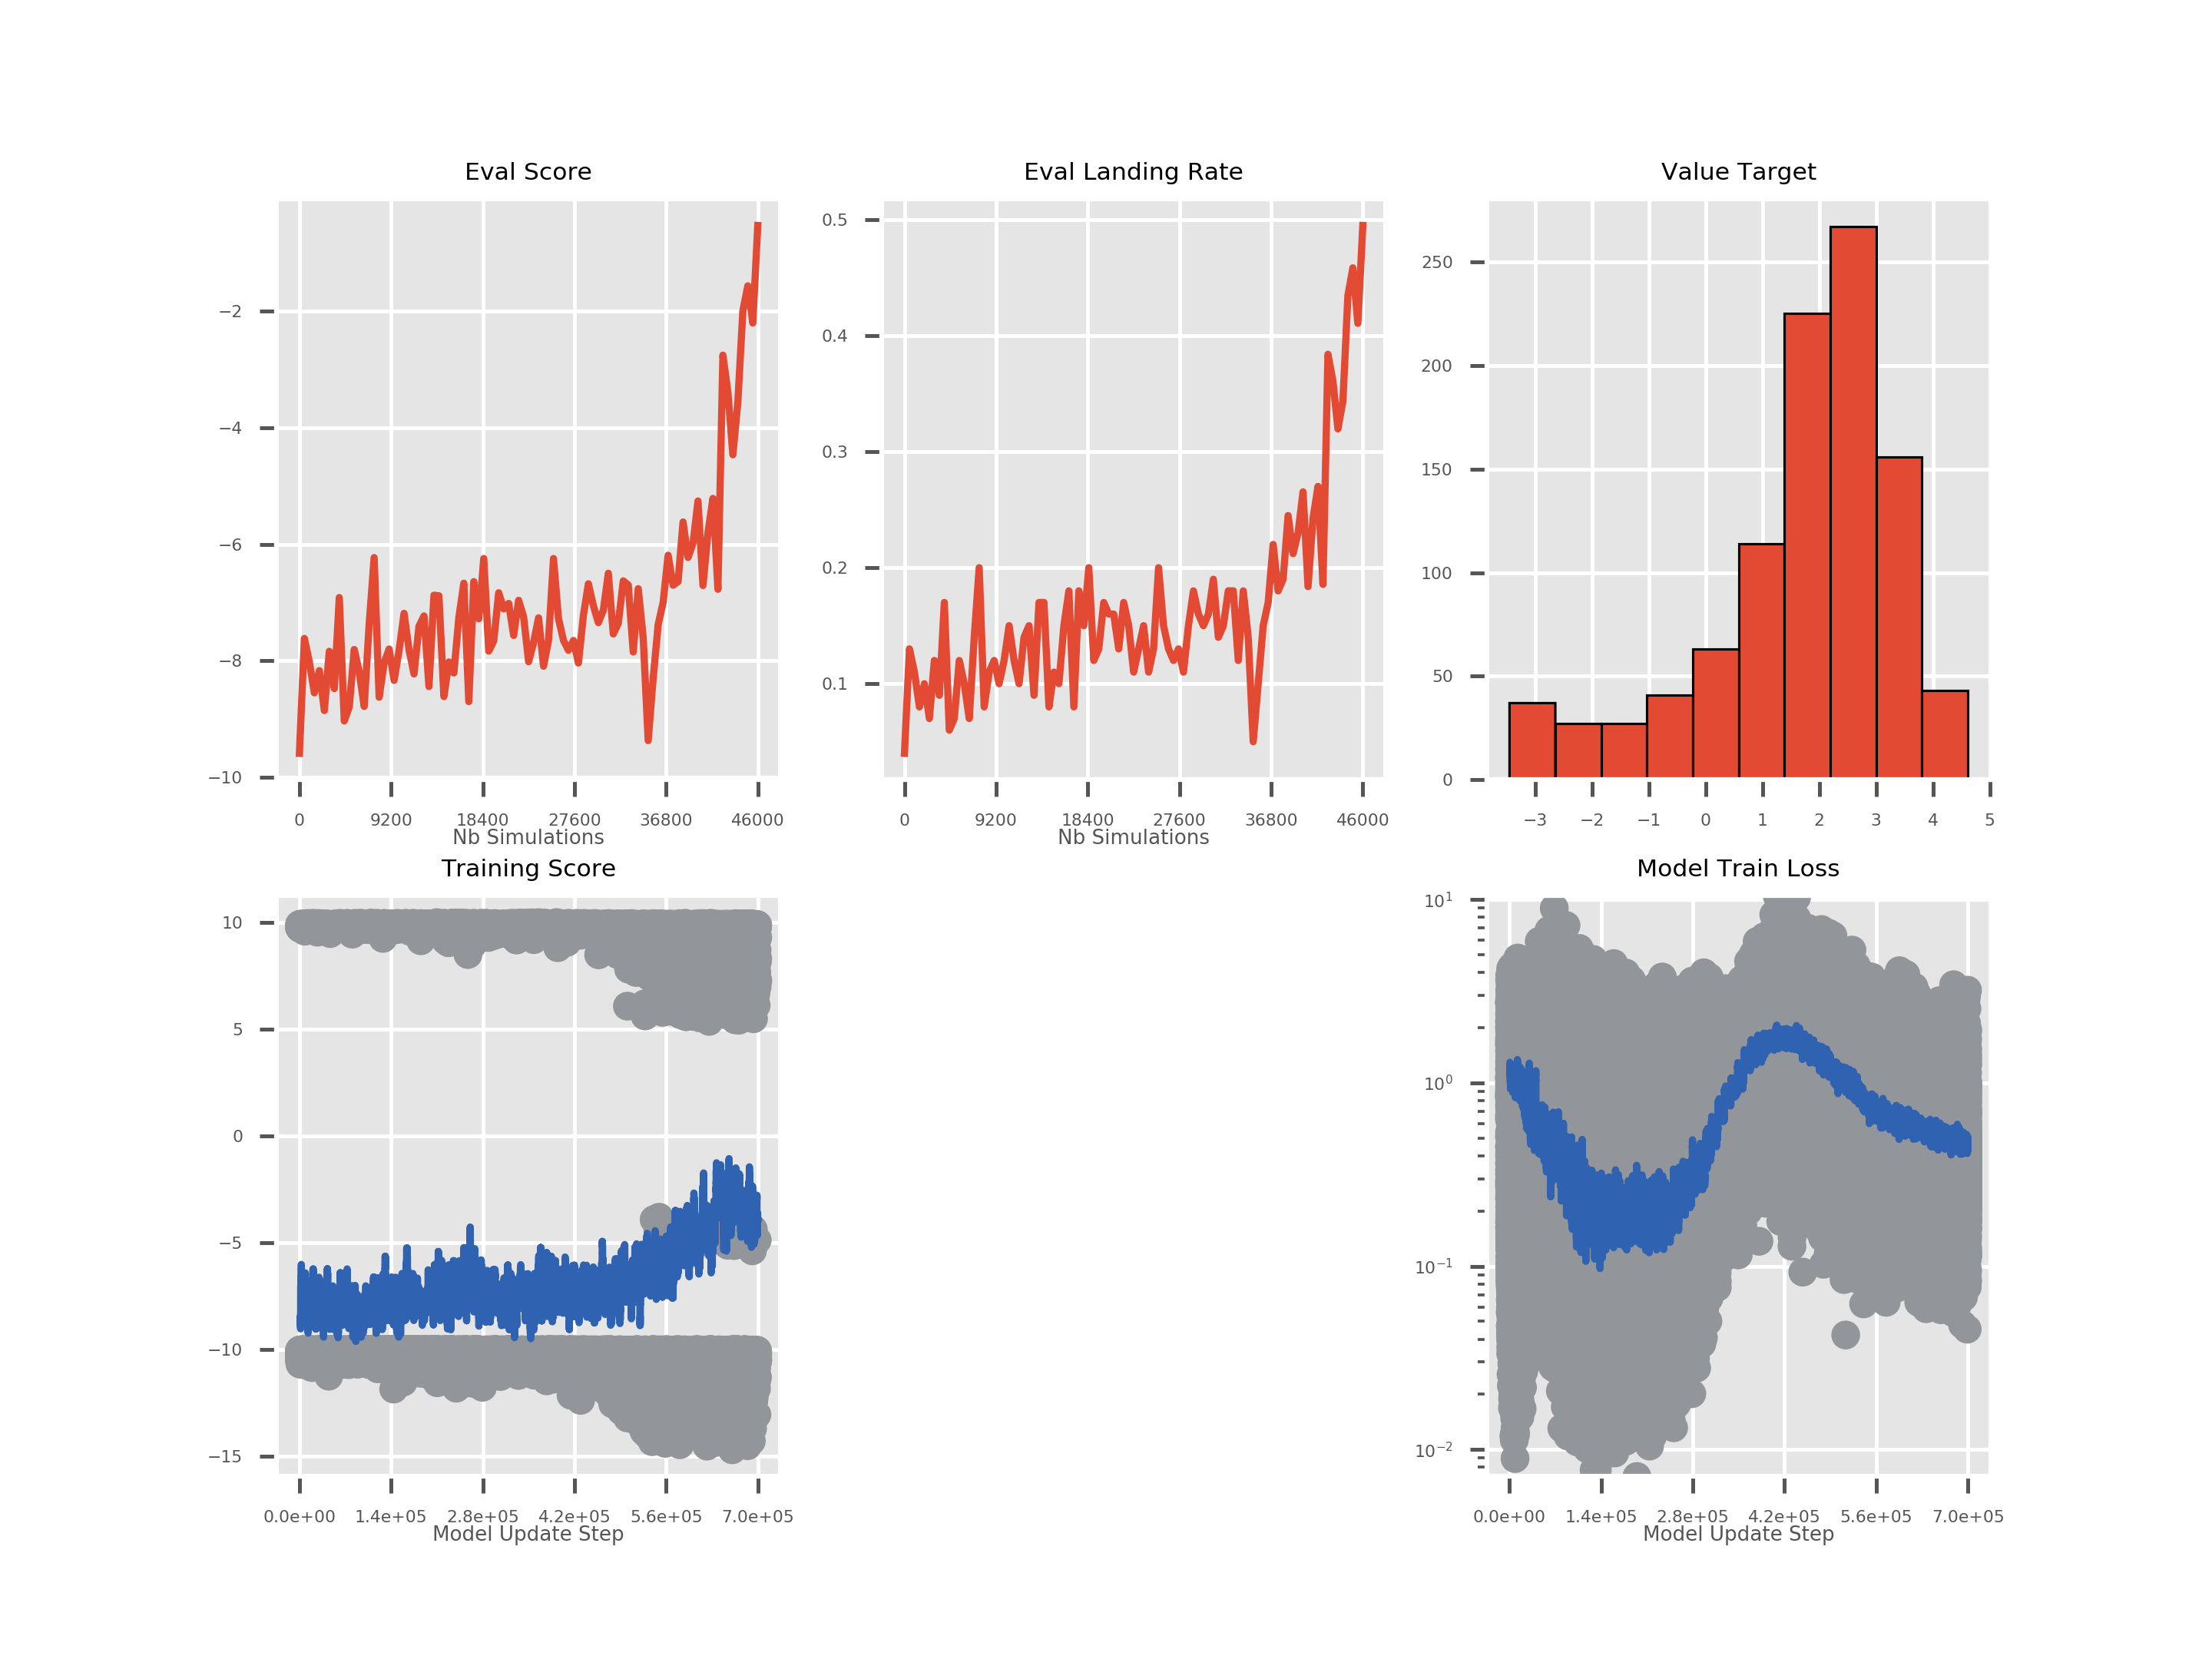 Eval Score
−2
−4
−6
−8
−10
0 9200 18400 27600 36800 46000
Nb Simulations
Eval Landing Rate
0.5
0.4
0.3
0.2
0.1
0 9200 18400 27600 36800 46000
Nb Simulations
Value Target
250
200
150
100
50
0
−3 −2 −1 0 1 2 3 4 5
Training Score
10
5
0
−5
−10
−15
0.0e+00 1.4e+05 2.8e+05 4.2e+05 5.6e+05 7.0e+05
Model Update Step
Model Train Loss
10¹
10⁰
10⁻¹
10⁻²
0.0e+00 1.4e+05 2.8e+05 4.2e+05 5.6e+05 7.0e+05
Model Update Step